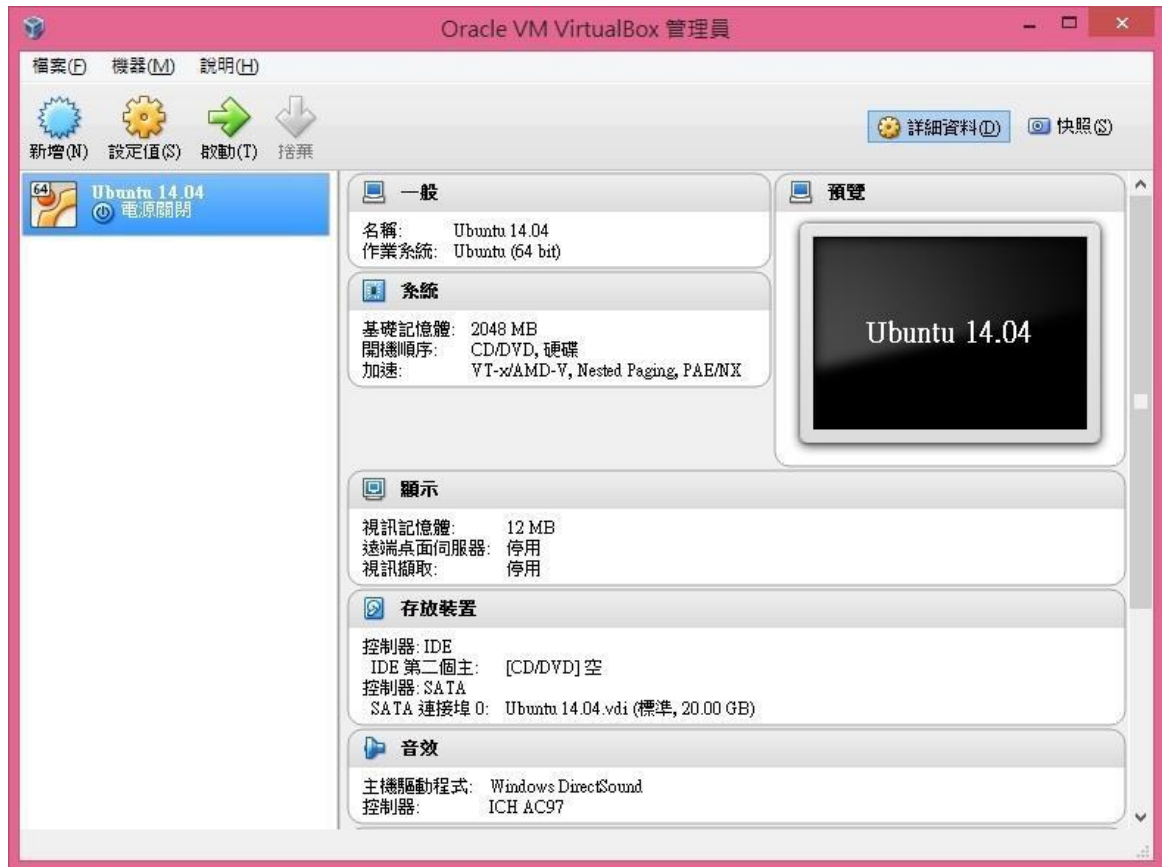 Oracle VM VirtualBox 管理員
檔案(F) 機器(M) 說明(H)
新增(N) 設定值(S) 啟動(T) 捨棄
詳細資料(D) 快照(S)
64
Ubuntu 14.04
電源關閉
一般
名稱: Ubuntu 14.04
作業系統: Ubuntu (64 bit)
系統
基礎記憶體: 2048 MB
開機順序: CD/DVD, 硬碟
加速: VT-x/AMD-V, Nested Paging, PAE/NX
預覽
Ubuntu 14.04
顯示
視訊記憶體: 12 MB
遠端桌面伺服器: 停用
視訊擷取: 停用
存放裝置
控制器: IDE
IDE 第二個主: [CD/DVD] 空
控制器: SATA
SATA 連接埠 0: Ubuntu 14.04.vdi (標準, 20.00 GB)
音效
主機驅動程式: Windows DirectSound
控制器: ICH AC97